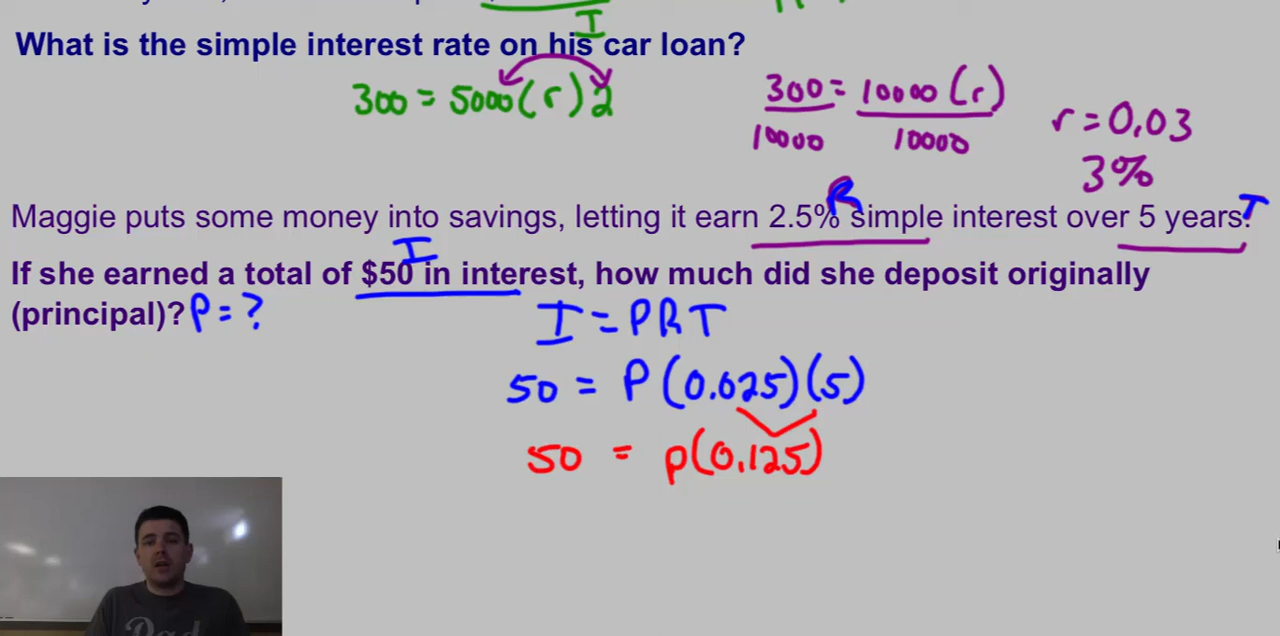 I
What is the simple interest rate on his car loan?
300 = 5000 (r) 2
300 = 10000 (r)
10000 10000
r = 0.03
3%
R
Maggie puts some money into savings, letting it earn 2.5% simple interest over 5 years.
T
I
If she earned a total of $50 in interest, how much did she deposit originally
(principal)? P = ?
I = PRT
50 = P (0.025) (5)
50 = p(0.125)
Dad